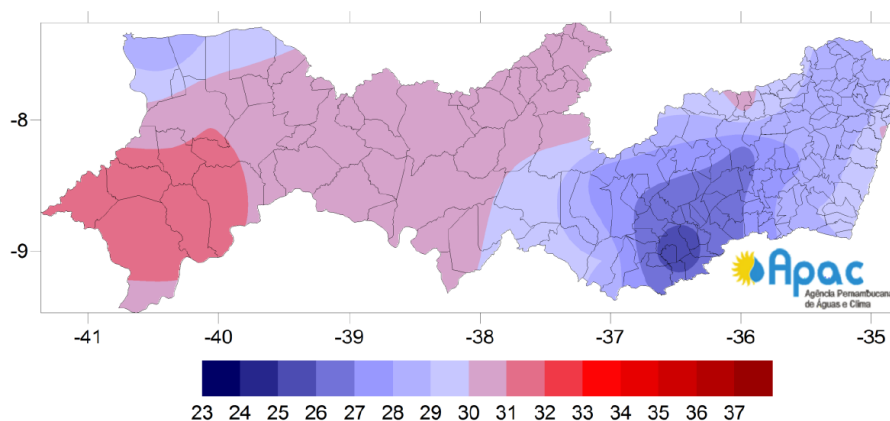 -8
-9
Apac
Agência Pernambucana
de Águas e Clima
-41 -40 -39 -38 -37 -36 -35
23 24 25 26 27 28 29 30 31 32 33 34 35 36 37